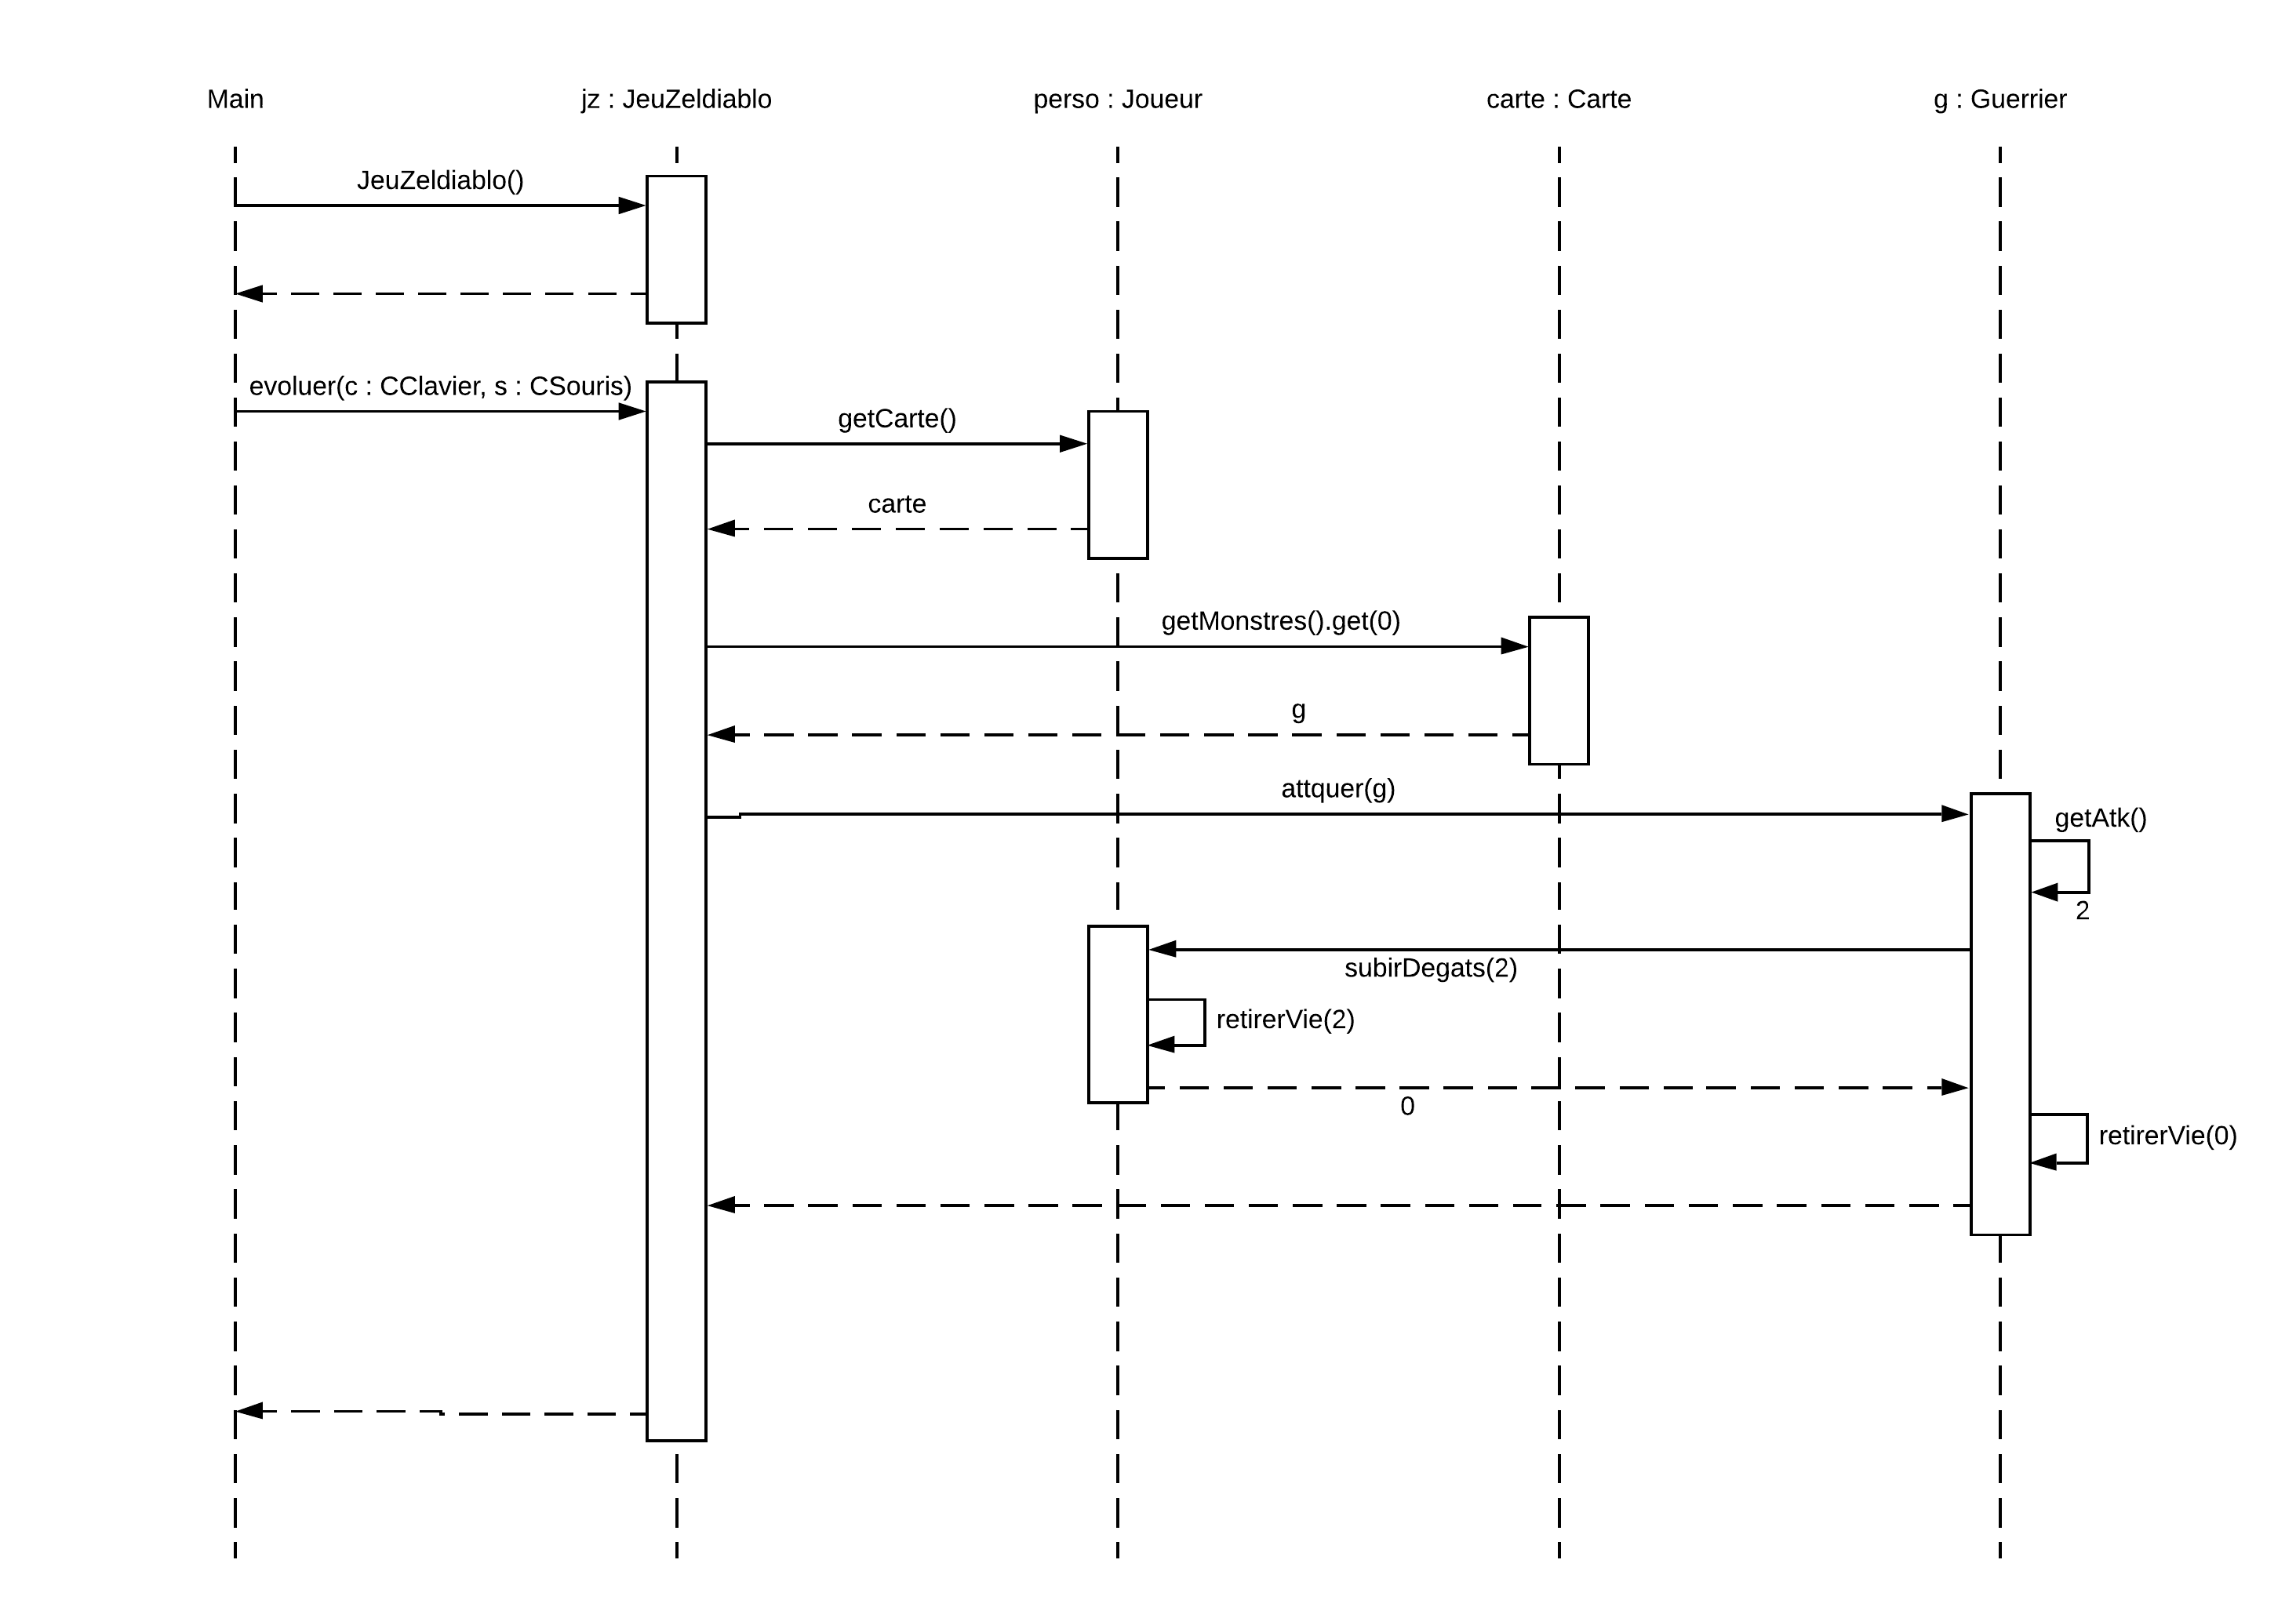 Main
jz : JeuZeldiablo
perso : Joueur
carte : Carte
g : Guerrier
JeuZeldiablo()
evoluer(c : CClavier, s : CSouris)
getCarte()
carte
getMonstres().get(0)
g
attquer(g)
getAtk()
2
subirDegats(2)
retirerVie(2)
0
retirerVie(0)